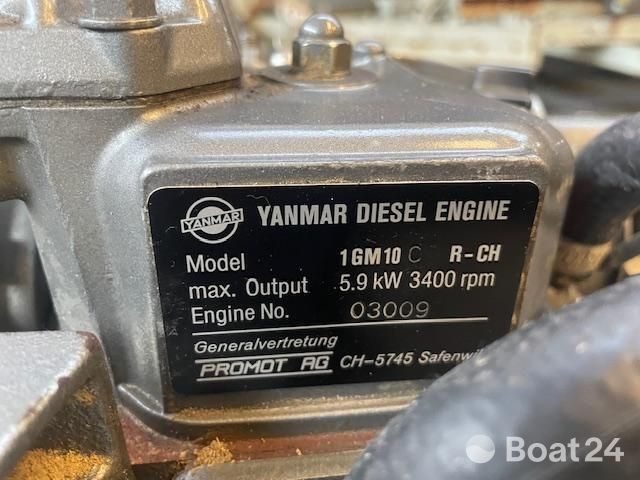 YANMAR YANMAR DIESEL ENGINE
Model 1GM10 C R-CH
max. Output 5.9 kW 3400 rpm
Engine No. 03009
Generalvertretung
PROMOT AG CH-5745 Safenwil
Boat24